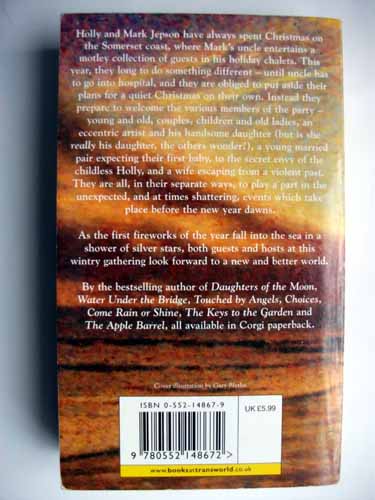 Holly and Mark Jepson have always spent Christmas on
the Somerset coast, where Mark's uncle entertains a
motley collection of guests in his holiday chalets. This
year, they long to do something different – until uncle has
to go into hospital, and they are obliged to put aside their
plans for a quiet Christmas on their own. Instead they
prepare to welcome the various members of the party –
young and old, couples, children and old ladies, an
eccentric artist and his handsome daughter (but is she
really his daughter, the others wonder?), a young married
pair expecting their first baby, to the secret envy of the
childless Holly, and a wife escaping from a violent past.
They are all, in their separate ways, to play a part in the
unexpected, and at times shattering, events which take
place before the new year dawns.
As the first fireworks of the year fall into the sea in a
shower of silver stars, both guests and hosts at this
wintry gathering look forward to a new and better world.
By the bestselling author of Daughters of the Moon,
Water Under the Bridge, Touched by Angels, Choices,
Come Rain or Shine, The Keys to the Garden and
The Apple Barrel, all available in Corgi paperback.
Cover illustration by Gary
ISBN 0-552-14867-9
UK £5.99
9 780552 148672
www.booksattransworld.co.uk